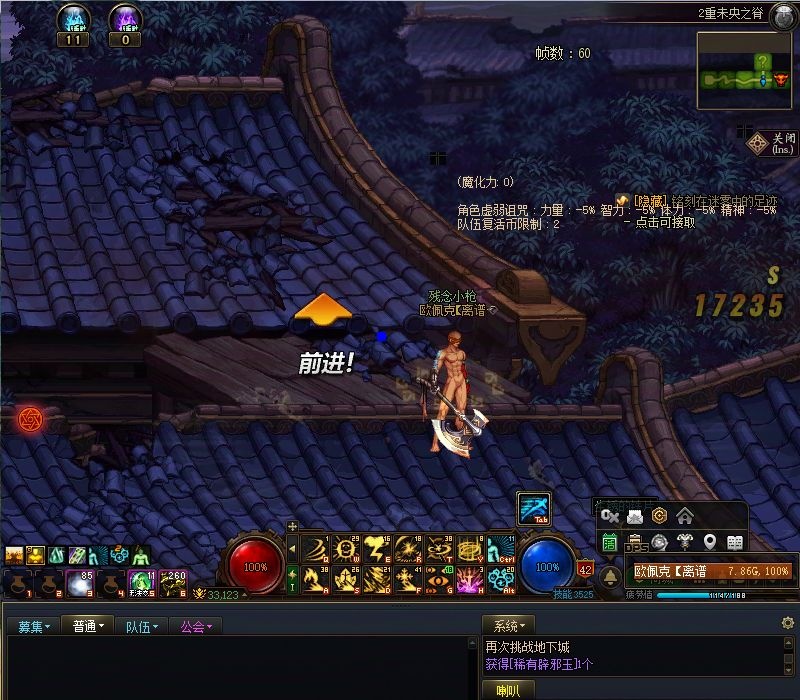 11
0
2重未央之脊
帧数 : 60
?
关闭
(Ins.)
(魔化力: 0)
[隐藏] 铭刻在迷雾中的足迹
角色虚弱诅咒 : 力量 : -5% 智力 : -5% 体力 : -5% 精神 : -5%
队伍复活币限制 : 2
- 点击可接取
S
17235
残念小枪
欧佩克【离谱
前进!
Tab
100%
100%
42
DPS
欧佩克【离谱 7.86G, 100%
85
11
260
33,123
技能 3525
疲劳值
募集
普通
队伍
公会
系统
再次挑战地下城
获得[稀有辟邪玉]1个
喇叭